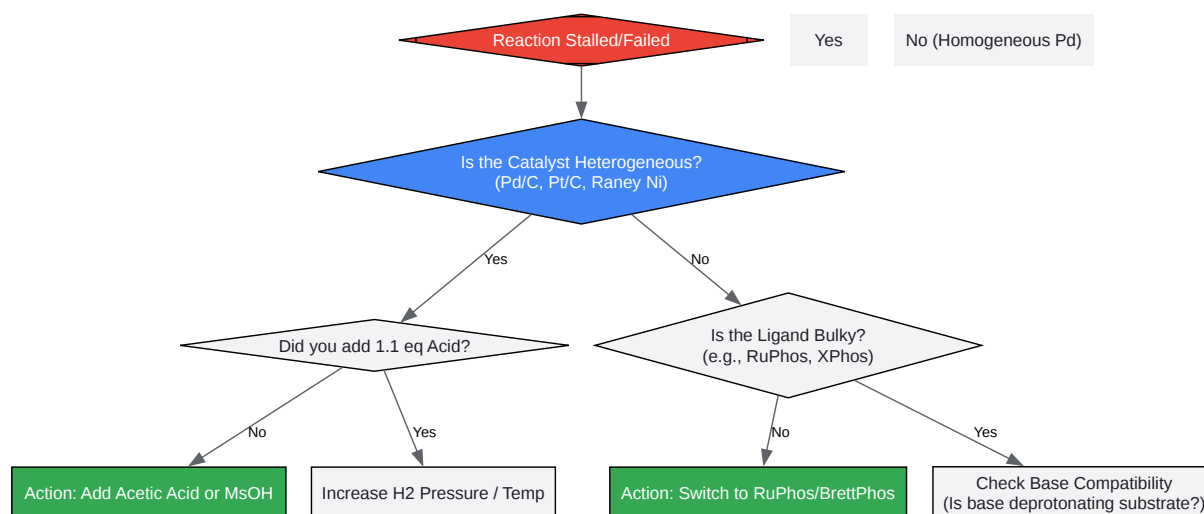 Reaction Stalled/Failed
Yes
No (Homogeneous Pd)
Is the Catalyst Heterogeneous?
(Pd/C, Pt/C, Raney Ni)
Yes
No
Did you add 1.1 eq Acid?
Is the Ligand Bulky?
(e.g., RuPhos, XPhos)
No
Yes
No
Yes
Action: Add Acetic Acid or MsOH
Increase H2 Pressure / Temp
Action: Switch to RuPhos/BrettPhos
Check Base Compatibility
(Is base deprotonating substrate?)